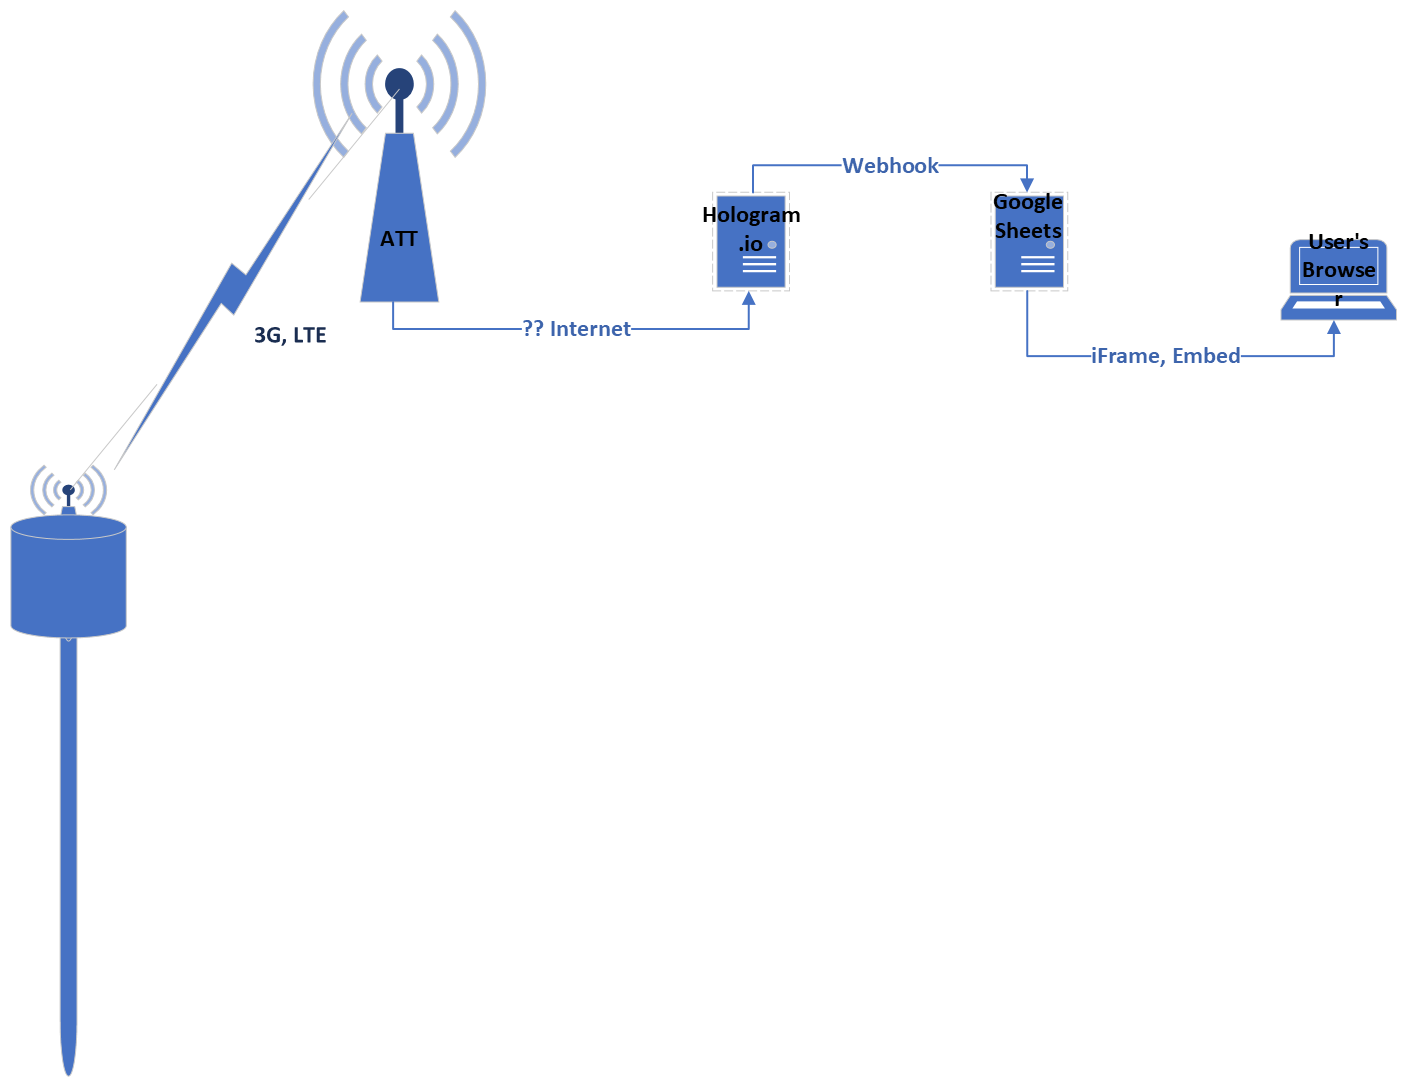 Webhook
Google
Sheets
Hologram
.io
ATT
User's
Browse
r
?? Internet
3G, LTE
iFrame, Embed